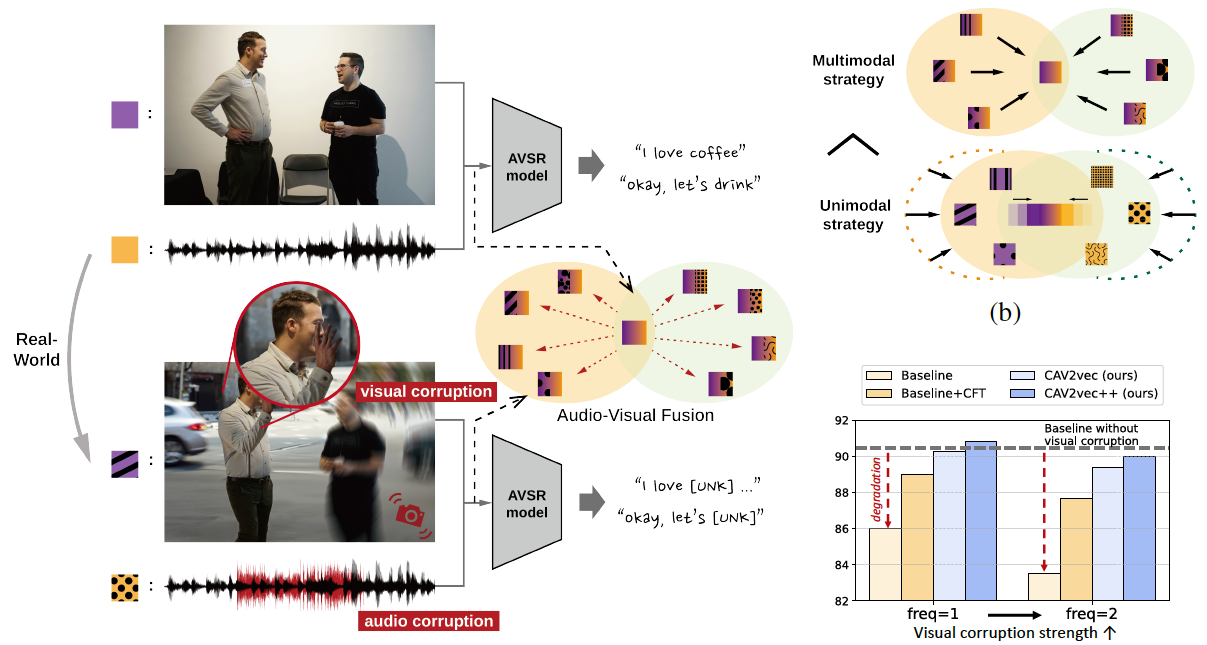 :
AVSR
model
“I love coffee”
“okay, let's drink”
:
Real-
World
visual corruption
Audio-Visual Fusion
:
AVSR
model
“I love [UNK] ...”
“okay, let's [UNK]”
:
audio corruption
Multimodal
strategy
Unimodal
strategy
(b)
Baseline
CAV2vec (ours)
Baseline+CFT
CAV2vec++ (ours)
92
90
88
86
84
82
Baseline without
visual corruption
degradation
freq=1
freq=2
Visual corruption strength ↑